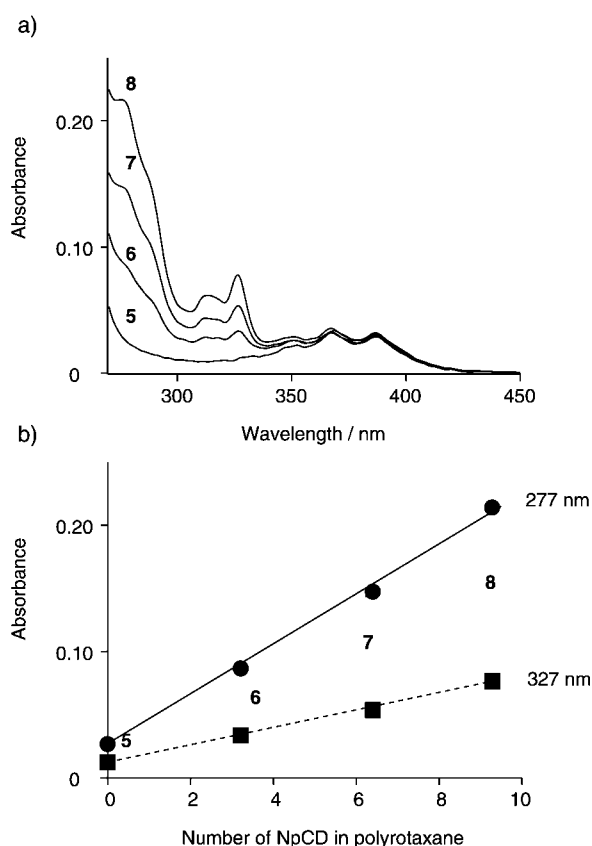 a)
8
0.20
7
Absorbance
0.10
6
5
0
300 350 400 450
Wavelength / nm
b)
277 nm
0.20
8
Absorbance
7
0.10
327 nm
6
5
0
0 2 4 6 8 10
Number of NpCD in polyrotaxane